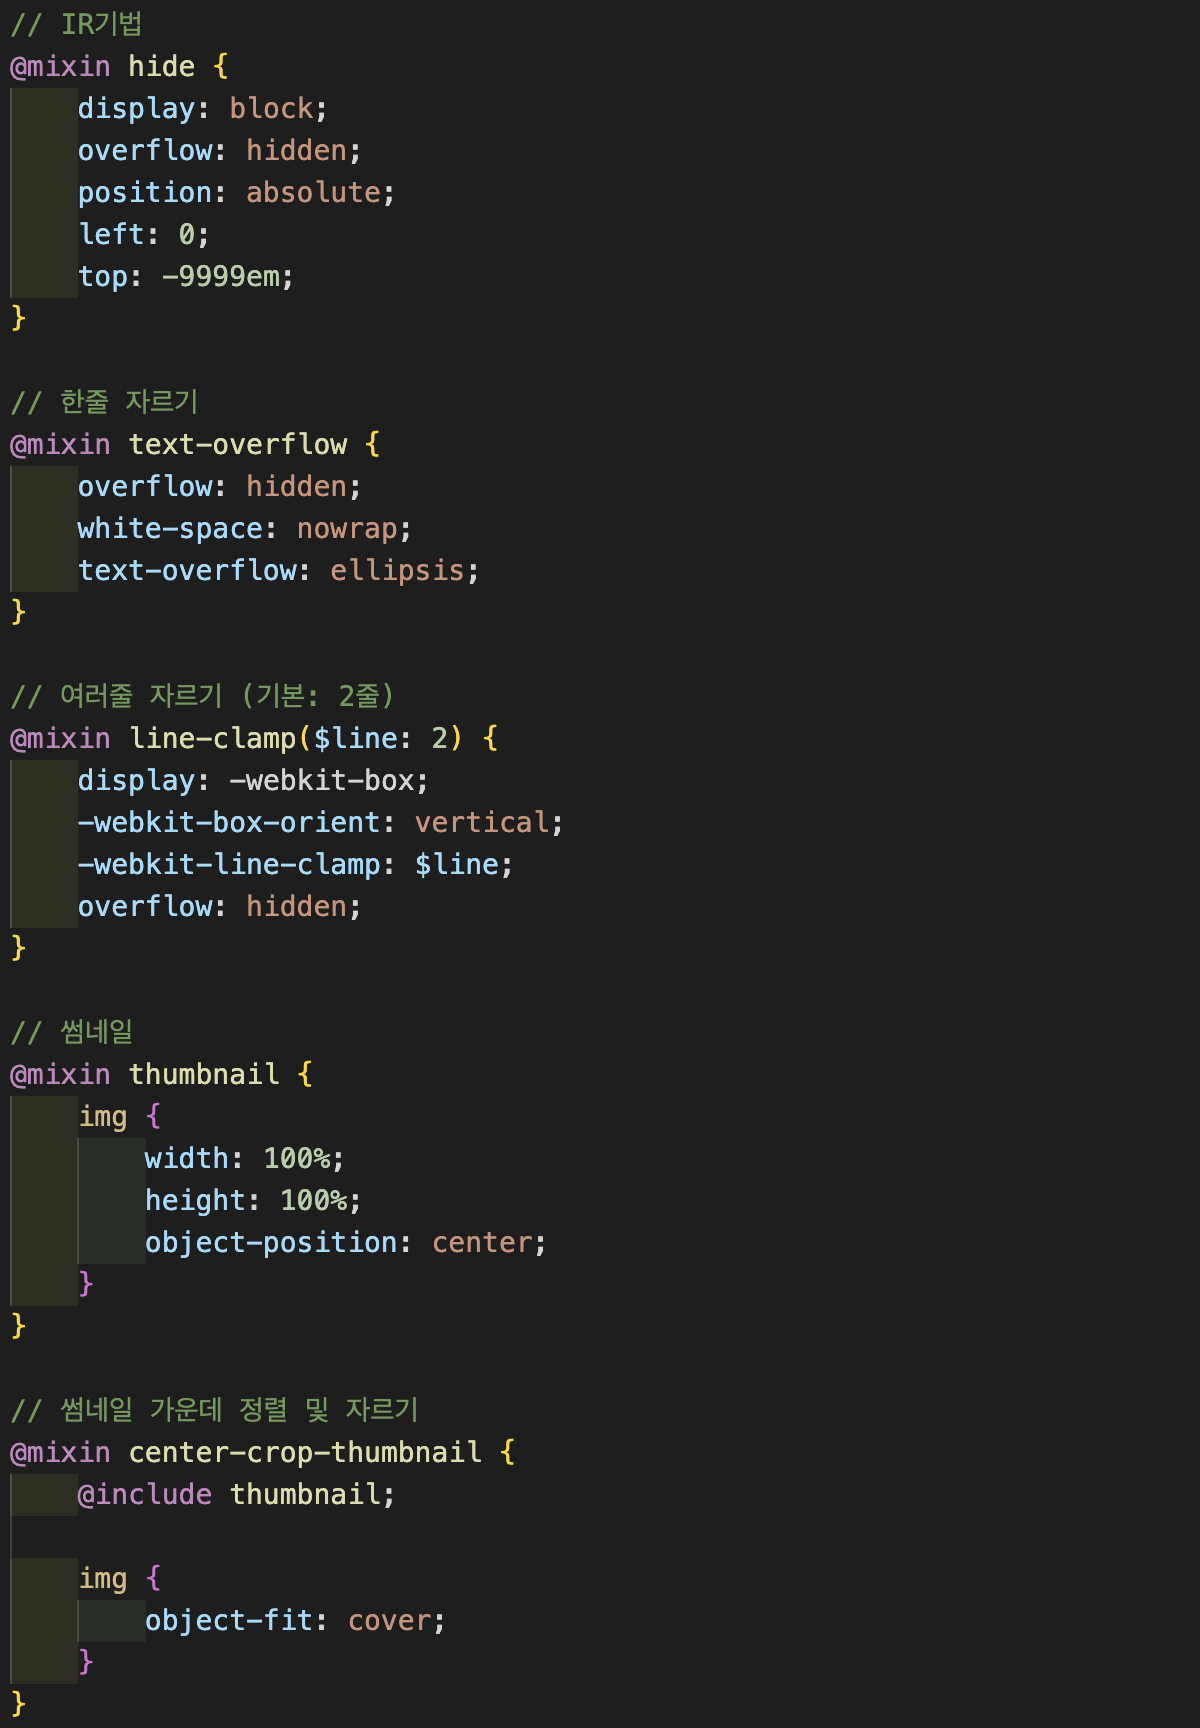 // IR기법
@mixin hide {
    display: block;
    overflow: hidden;
    position: absolute;
    left: 0;
    top: -9999em;
}

// 한줄 자르기
@mixin text-overflow {
    overflow: hidden;
    white-space: nowrap;
    text-overflow: ellipsis;
}

// 여러줄 자르기 (기본: 2줄)
@mixin line-clamp($line: 2) {
    display: -webkit-box;
    -webkit-box-orient: vertical;
    -webkit-line-clamp: $line;
    overflow: hidden;
}

// 썸네일
@mixin thumbnail {
    img {
        width: 100%;
        height: 100%;
        object-position: center;
    }
}

// 썸네일 가운데 정렬 및 자르기
@mixin center-crop-thumbnail {
    @include thumbnail;

    img {
        object-fit: cover;
    }
}